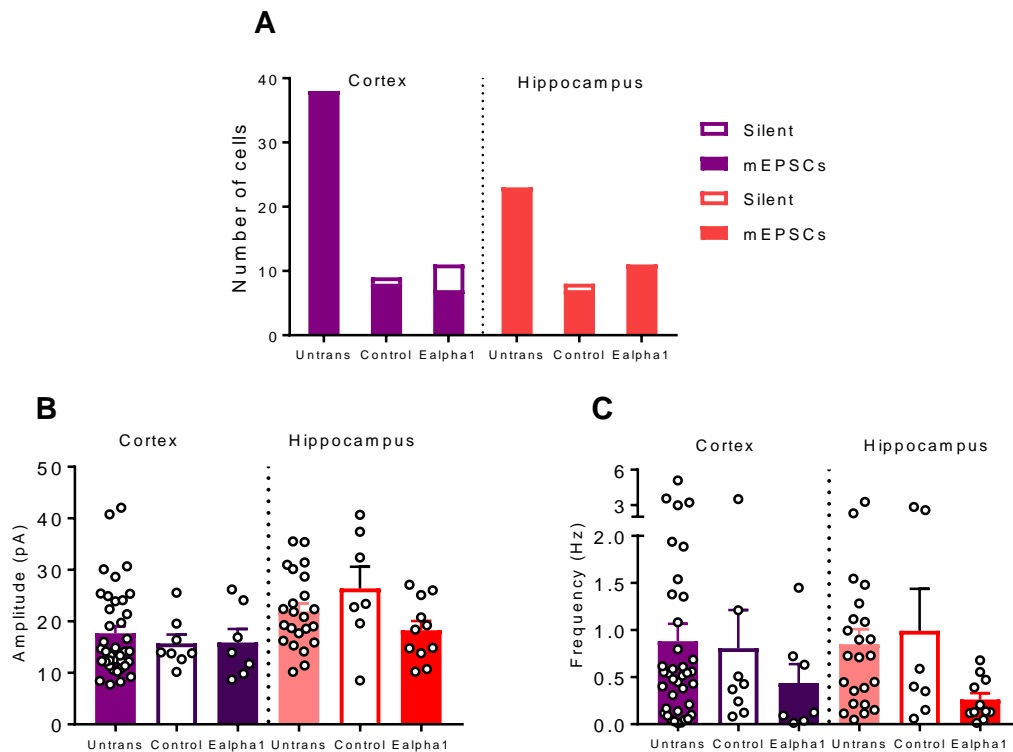 A
Cortex
Hippocampus
Number of cells
40
30
20
10
0
Untrans Control Ealpha1 Untrans Control Ealpha1
Silent
mEPSCs
Silent
mEPSCs
B
Cortex
Hippocampus
Amplitude (pA)
50
40
30
20
10
0
Untrans Control Ealpha1 Untrans Control Ealpha1
C
Cortex
Hippocampus
Frequency (Hz)
6
3
2.0
1.5
1.0
0.5
0.0
Untrans Control Ealpha1 Untrans Control Ealpha1